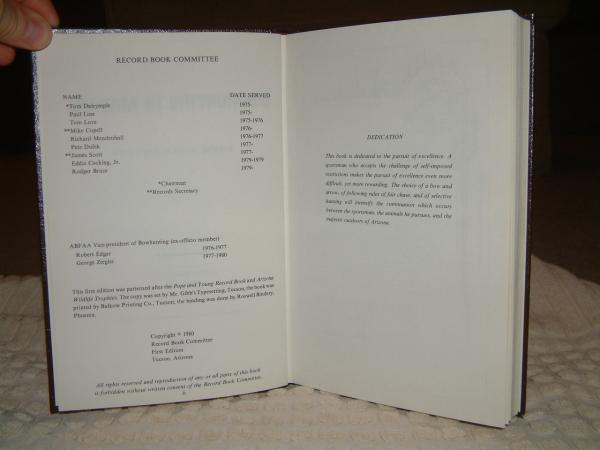 RECORD BOOK COMMITTEE
NAME DATE SERVED
*Tom Dalrymple 1975-
Paul Lise 1975-
Tom Love 1975-1976
**Mike Cupell 1976-
Richard Mendenhall 1976-1977
Pete Dubik 1977-
**James Scott 1977-
Eddie Cocking, Jr. 1979-1979
Rodger Bruce 1979-
*Chairman
**Records Secretary
ABFAA Vice-president of Bowhunting (ex-officio member)
Robert Edgar 1976-1977
George Ziegler 1977-1980
This first edition was patterned after the Pope and Young Record Book and Arizona
Wildlife Trophies. The copy was set by Mr. Gibb's Typesetting, Tucson, the book was
printed by Balkow Printing Co., Tucson; the binding was done by Roswell Bindery,
Phoenix.
Copyright © 1980
Record Book Committee
First Edition
Tucson, Arizona
All rights reserved and reproduction of any or all parts of this book
is forbidden without written consent of the Record Book Committee.
6
DEDICATION
This book is dedicated to the pursuit of excellence. A
sportsman who accepts the challenge of self-imposed
restrictions makes the pursuit of excellence even more
difficult, yet more rewarding. The choice of a bow and
arrow, of following rules of fair chase, and of selective
hunting will intensify the communion which occurs
between the sportsman, the animals he pursues, and the
majestic outdoors of Arizona.